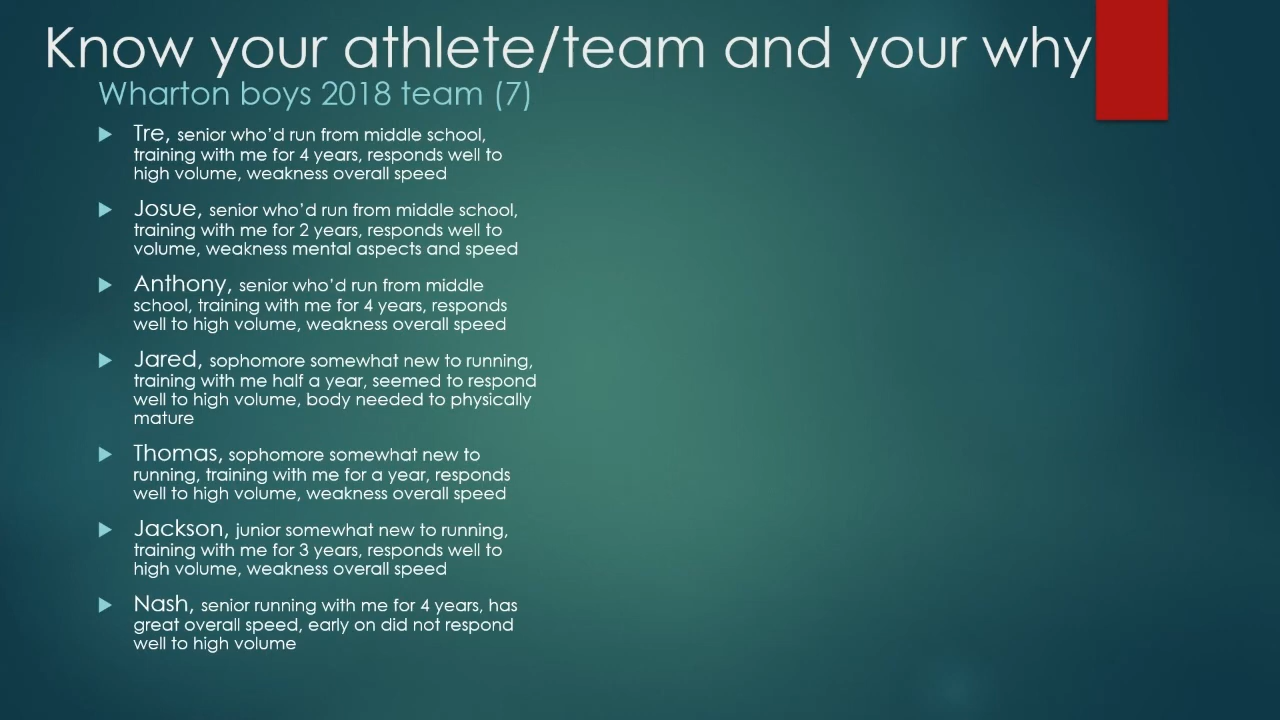 Know your athlete/team and your why
Wharton boys 2018 team (7)
Tre, senior who'd run from middle school,
training with me for 4 years, responds well to
high volume, weakness overall speed
Josue, senior who'd run from middle school,
training with me for 2 years, responds well to
volume, weakness mental aspects and speed
Anthony, senior who'd run from middle
school, training with me for 4 years, responds
well to high volume, weakness overall speed
Jared, sophomore somewhat new to running,
training with me half a year, seemed to respond
well to high volume, body needed to physically
mature
Thomas, sophomore somewhat new to
running, training with me for a year, responds
well to high volume, weakness overall speed
Jackson, junior somewhat new to running,
training with me for 3 years, responds well to
high volume, weakness overall speed
Nash, senior running with me for 4 years, has
great overall speed, early on did not respond
well to high volume